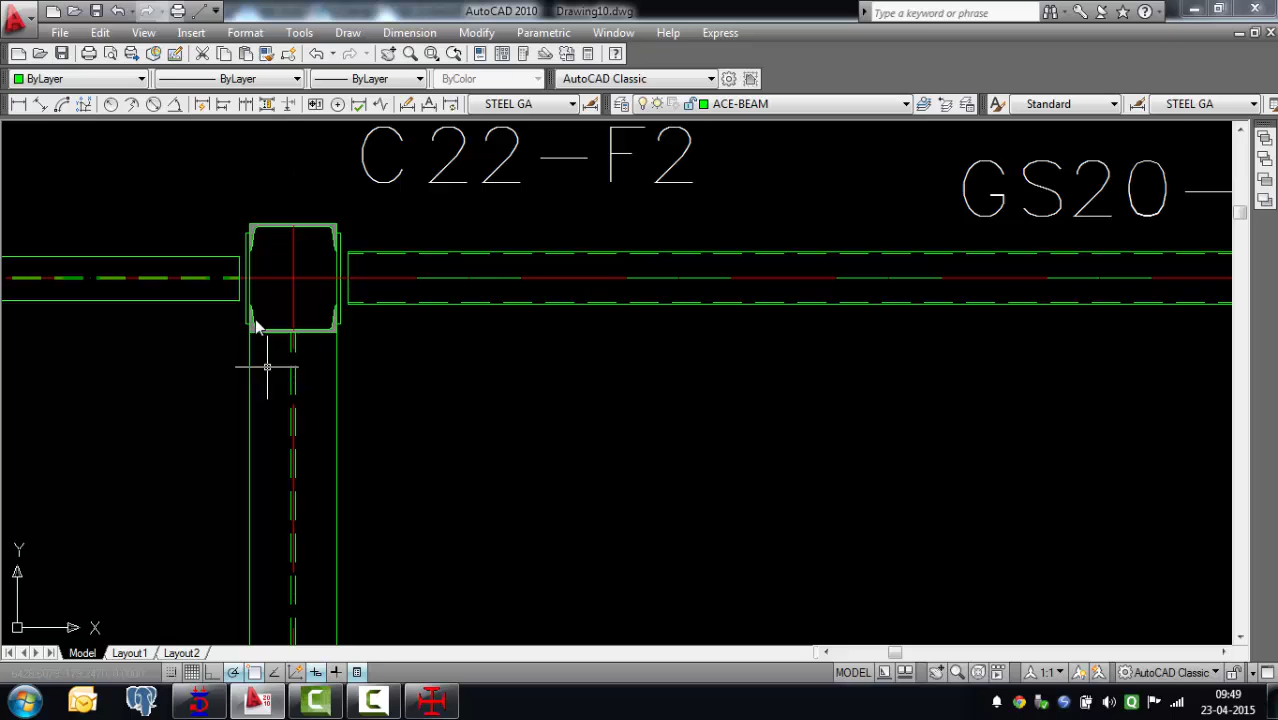 AutoCAD 2010 Drawing10.dwg
Type a keyword or phrase
File Edit View Insert Format Tools Draw Dimension Modify Parametric Window Help Express
ByLayer ByLayer ByLayer ByColor AutoCAD Classic
STEEL GA ACE-BEAM Standard STEEL GA
C22-F2
GS20-
Y
X
Model Layout1 Layout2
MODEL 1:1 AutoCAD Classic
09:49
23-04-2015